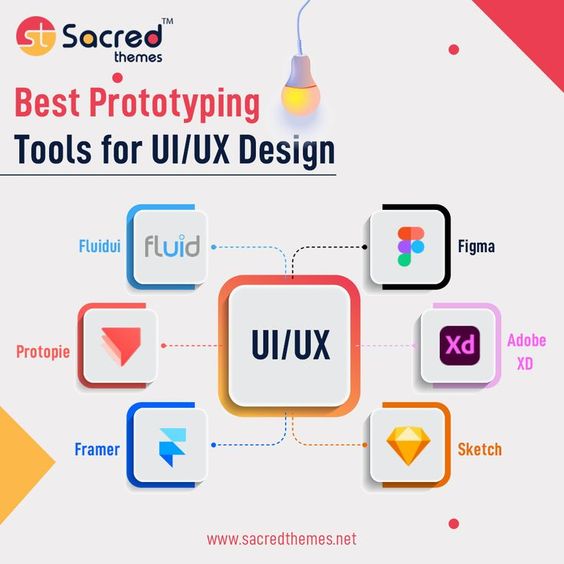 st Sacred™
themes
Best Prototyping
Tools for UI/UX Design
Fluidui
fluid
Figma
Protopie
UI/UX
Xd
Adobe
XD
Framer
Sketch
www.sacredthemes.net